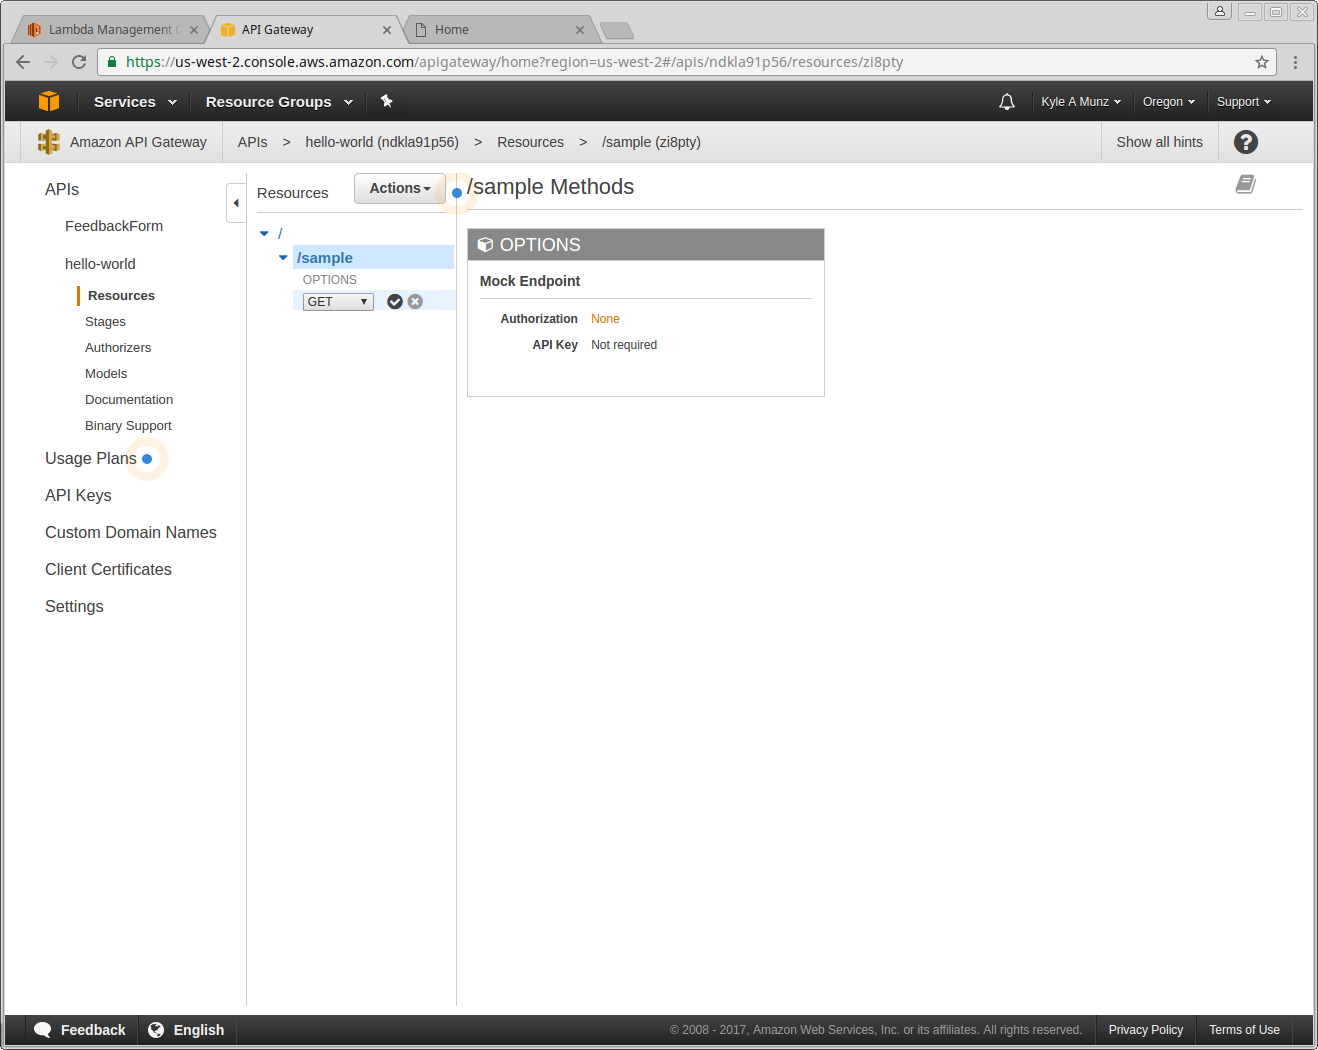 Lambda Management C
API Gateway
Home
https://us-west-2.console.aws.amazon.com/apigateway/home?region=us-west-2#/apis/ndkla91p56/resources/zi8pty
Services
Resource Groups
Kyle A Munz
Oregon
Support
Amazon API Gateway
APIs > hello-world (ndkla91p56) > Resources > /sample (zi8pty)
Show all hints
?
APIs
FeedbackForm
hello-world
Resources
Stages
Authorizers
Models
Documentation
Binary Support
Usage Plans
API Keys
Custom Domain Names
Client Certificates
Settings
Resources
Actions
/
/sample
OPTIONS
GET
/sample Methods
OPTIONS
Mock Endpoint
Authorization None
API Key Not required
Feedback
English
© 2008 - 2017, Amazon Web Services, Inc. or its affiliates. All rights reserved.
Privacy Policy
Terms of Use